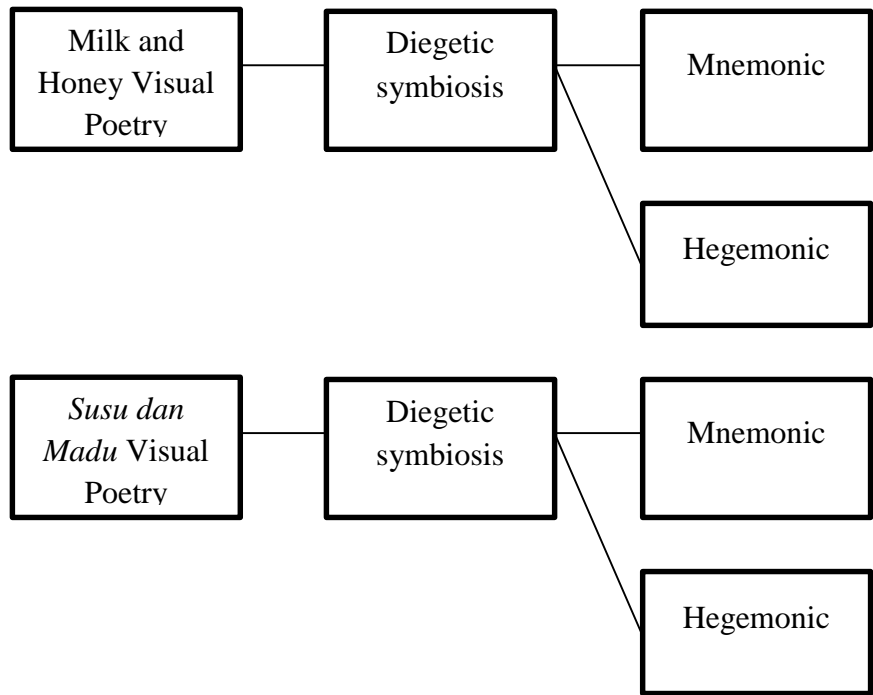 Milk and
Honey Visual
Poetry
Diegetic
symbiosis
Mnemonic
Hegemonic
Susu dan
Madu Visual
Poetry
Diegetic
symbiosis
Mnemonic
Hegemonic